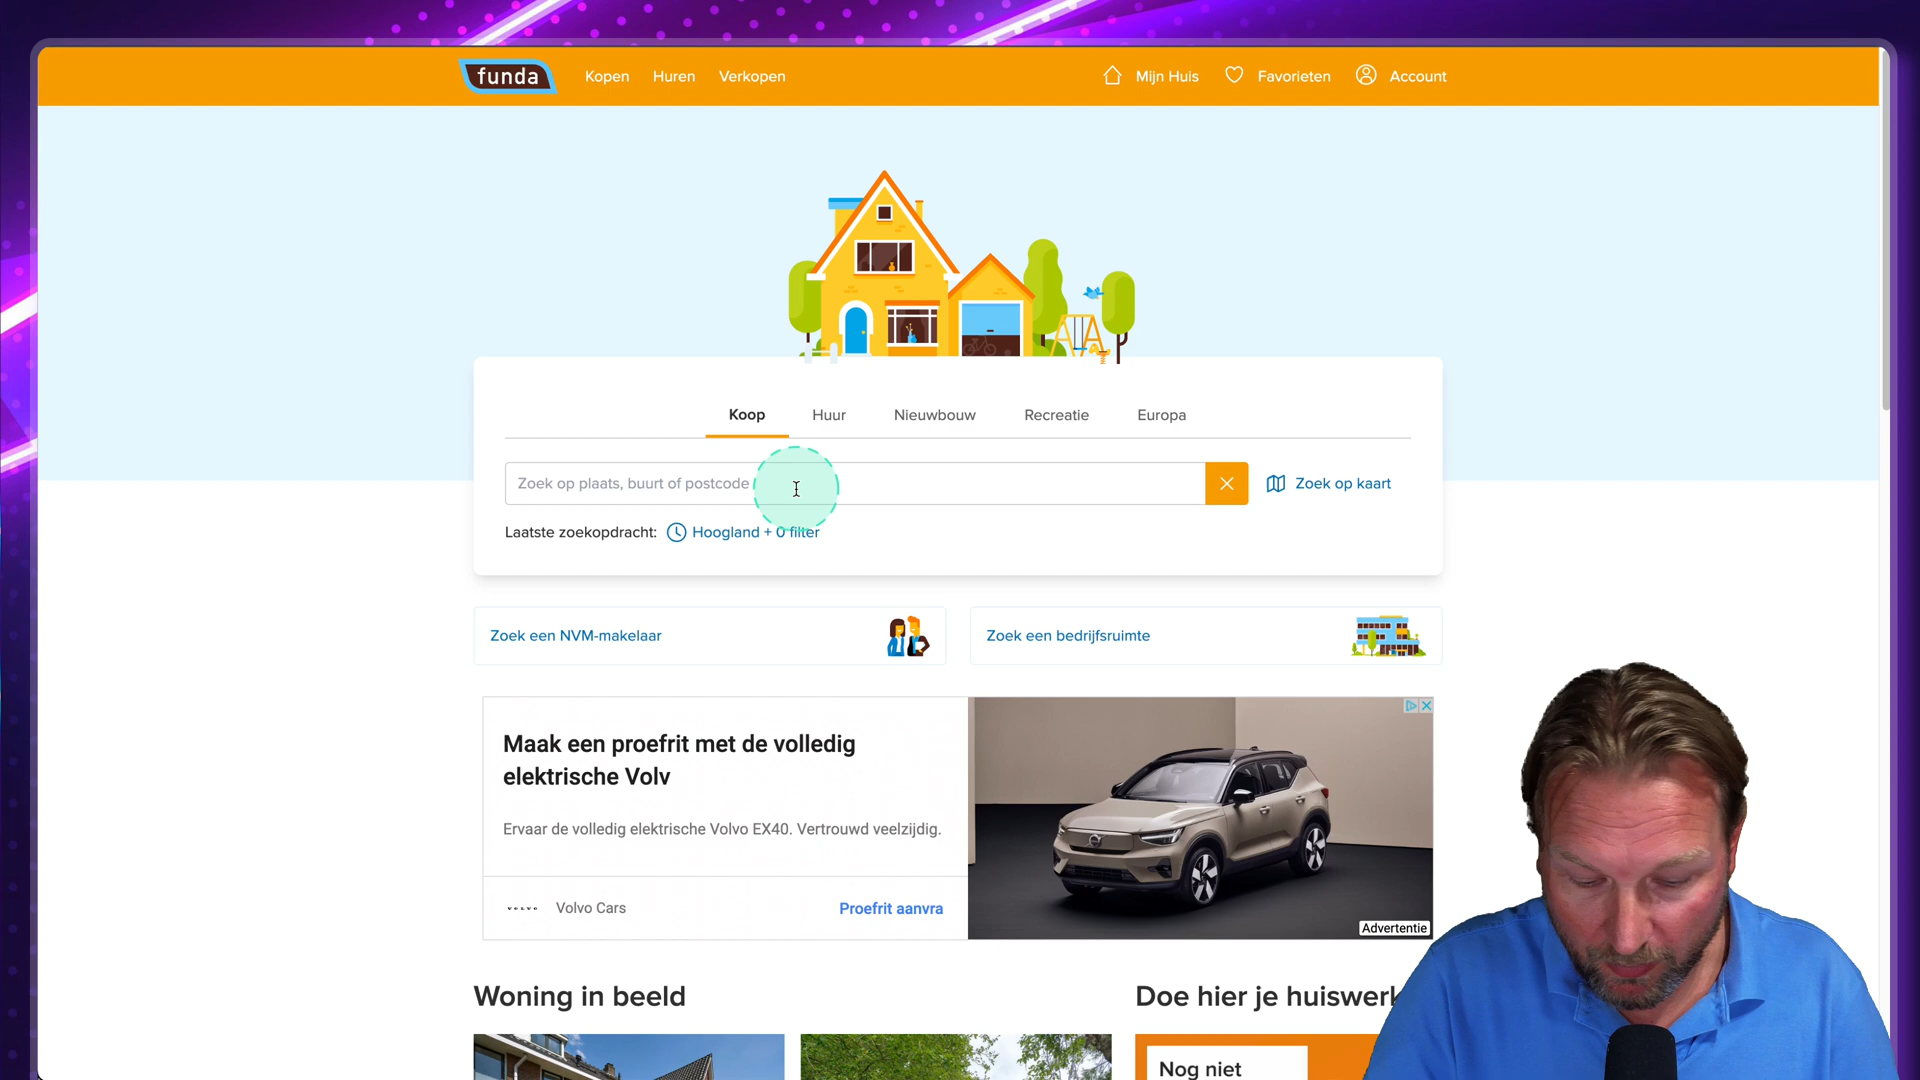 funda
Kopen
Huren
Verkopen
Mijn Huis
Favorieten
Account
Koop
Huur
Nieuwbouw
Recreatie
Europa
Zoek op plaats, buurt of postcode
Zoek op kaart
Laatste zoekopdracht:
Hoogland + 0 filter
Zoek een NVM-makelaar
Zoek een bedrijfsruimte
Maak een proefrit met de volledig
elektrische Volv
Ervaar de volledig elektrische Volvo EX40. Vertrouwd veelzijdig.
VOLVO
Volvo Cars
Proefrit aanvra
Advertentie
Woning in beeld
Doe hier je huiswerk
Nog niet